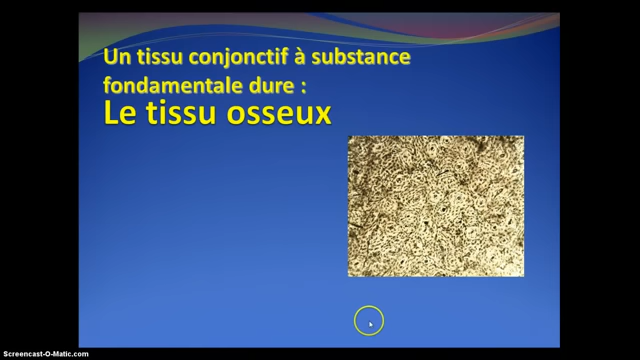 Un tissu conjonctif à substance
fondamentale dure :
Le tissu osseux
Screencast-O-Matic.com